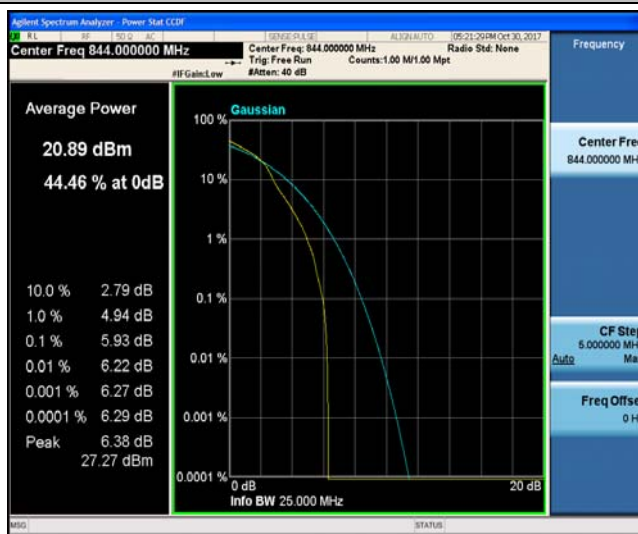 Agilent Spectrum Analyzer - Power Stat CCDF
RL RF 50 Ω AC SENSE:PULSE ALIGN AUTO 05:21:29 PM Oct 30, 2017
Center Freq 844.000000 MHz
Center Freq: 844.000000 MHz Radio Std: None
Trig: Free Run Counts:1.00 M/1.00 Mpt
#IFGain:Low #Atten: 40 dB
Frequency
Average Power
20.89 dBm
44.46 % at 0dB
10.0 % 2.79 dB
1.0 % 4.94 dB
0.1 % 5.93 dB
0.01 % 6.22 dB
0.001 % 6.27 dB
0.0001 % 6.29 dB
Peak 6.38 dB
27.27 dBm
Gaussian
100 %
10 %
1 %
0.1 %
0.01 %
0.001 %
0.0001 %
0 dB 20 dB
Info BW 25.000 MHz
Center Fre
844.000000 MH
CF Ste
5.000000 MH
Auto Ma
Freq Offse
0 H
MSG STATUS